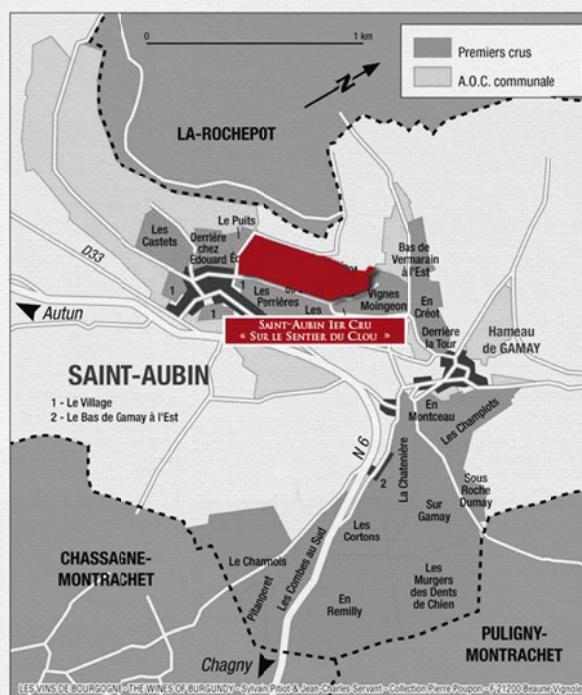 0
1 km
N
Premiers crus
A.O.C. communale
LA-ROCHEPOT
Le Puits
Les
Castets
Derrière
chez
Edouard
D33
Bas de
Vermarain
à l'Est
Les
Perrières
Les
Vignes
Moingeon
En
Créot
1
1
1
Autun
SAINT-AUBIN 1ER CRU
« SUR LE SENTIER DU CLOU »
Derrière
la Tour
Hameau
de GAMAY
SAINT-AUBIN
1 - Le Village
2 - Le Bas de Gamay à l'Est
En
Montceau
Les Champlots
N 6
La Chatenière
2
Sous
Roche
Dumay
Sur
Gamay
Les
Cortons
CHASSAGNE-
MONTRACHET
Le Charmois
Pitangeret
Les Combes au Sud
En
Remilly
Les
Murgers
des Dents
de Chien
PULIGNY-
MONTRACHET
Chagny
LES VINS DE BOURGOGNE - THE WINES OF BURGUNDY - Sylvain Pitiot & Jean-Charles Servant - Collection Pierre Poupon - F-21200 Beaune